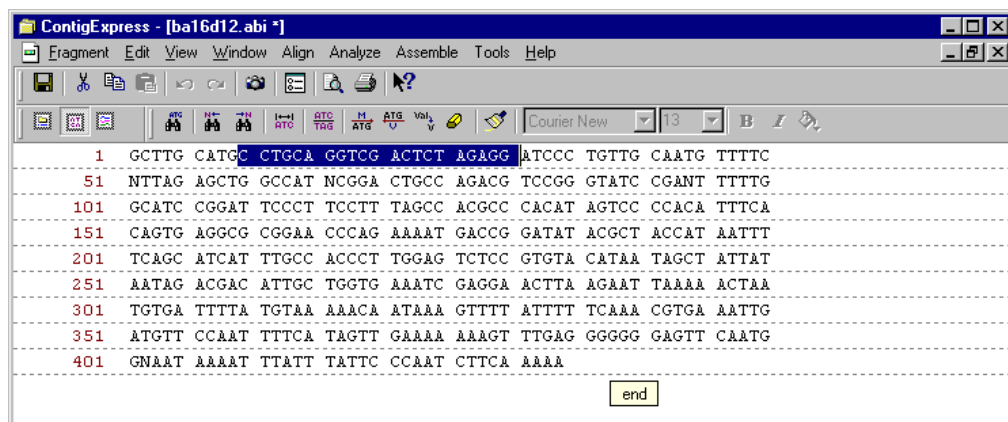 ContigExpress - [ba16d12.abi *]
Fragment Edit View Window Align Analyze Assemble Tools Help
Courier New 13 B I
1 GCTTG CATGC CTGCA GGTCG ACTCT AGAGG ATCCC TGTTG CAATG TTTTC
51 NTTAG AGCTG GCCAT NCGGA CTGCC AGACG TCCGG GTATC CGANT TTTTG
101 GCATC CGGAT TCCCT TCCTT TAGCC ACGCC CACAT AGTCC CCACA TTTCA
151 CAGTG AGGCG CGGAA CCCAG AAAAT GACCG GATAT ACGCT ACCAT AATTT
201 TCAGC ATCAT TTGCC ACCCT TGGAG TCTCC GTGTA CATAA TAGCT ATTAT
251 AATAG ACGAC ATTGC TGGTG AAATC GAGGA ACTTA AGAAT TAAAA ACTAA
301 TGTGA TTTTA TGTAA AAACA ATAAA GTTTT ATTTT TCAAA CGTGA AATTG
351 ATGTT CCAAT TTTCA TAGTT GAAAA AAAGT TTGAG GGGGG GAGTT CAATG
401 GNAAT AAAAT TTATT TATTC CCAAT CTTCA AAAA
end